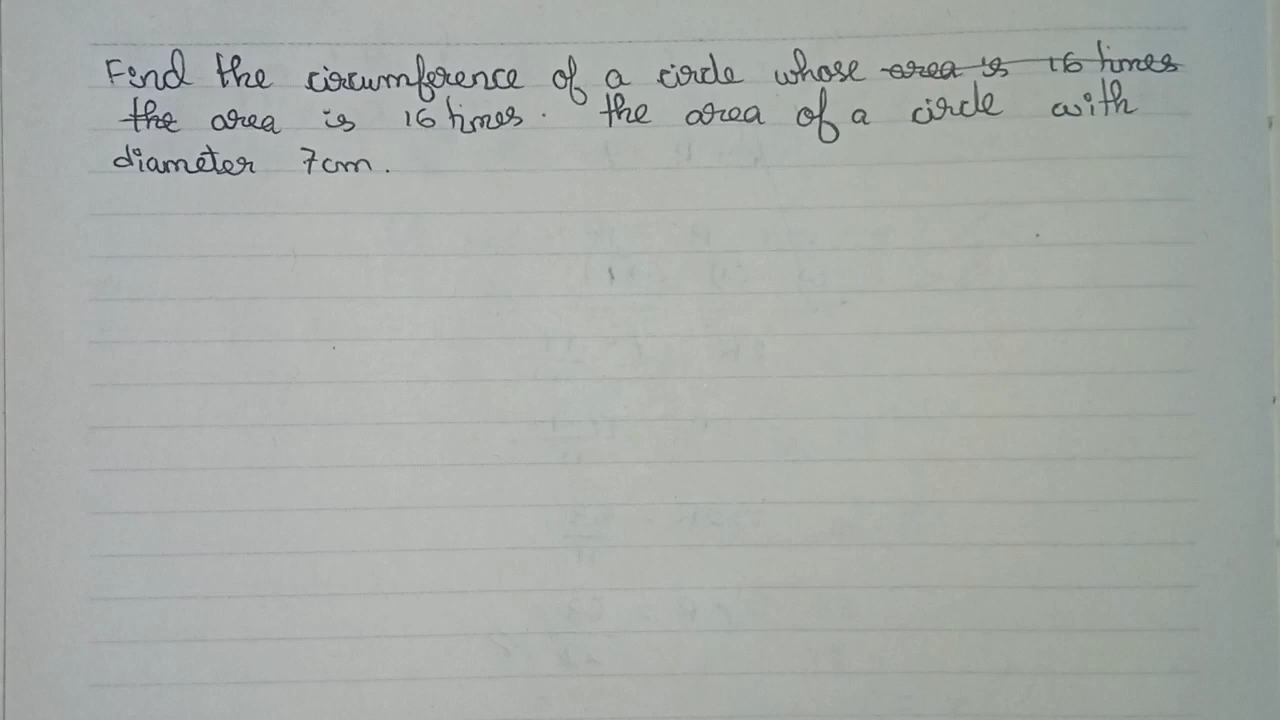 Find the circumference of a circle whose area is 16 times
the area is 16 times. the area of a circle with
diameter 7cm.